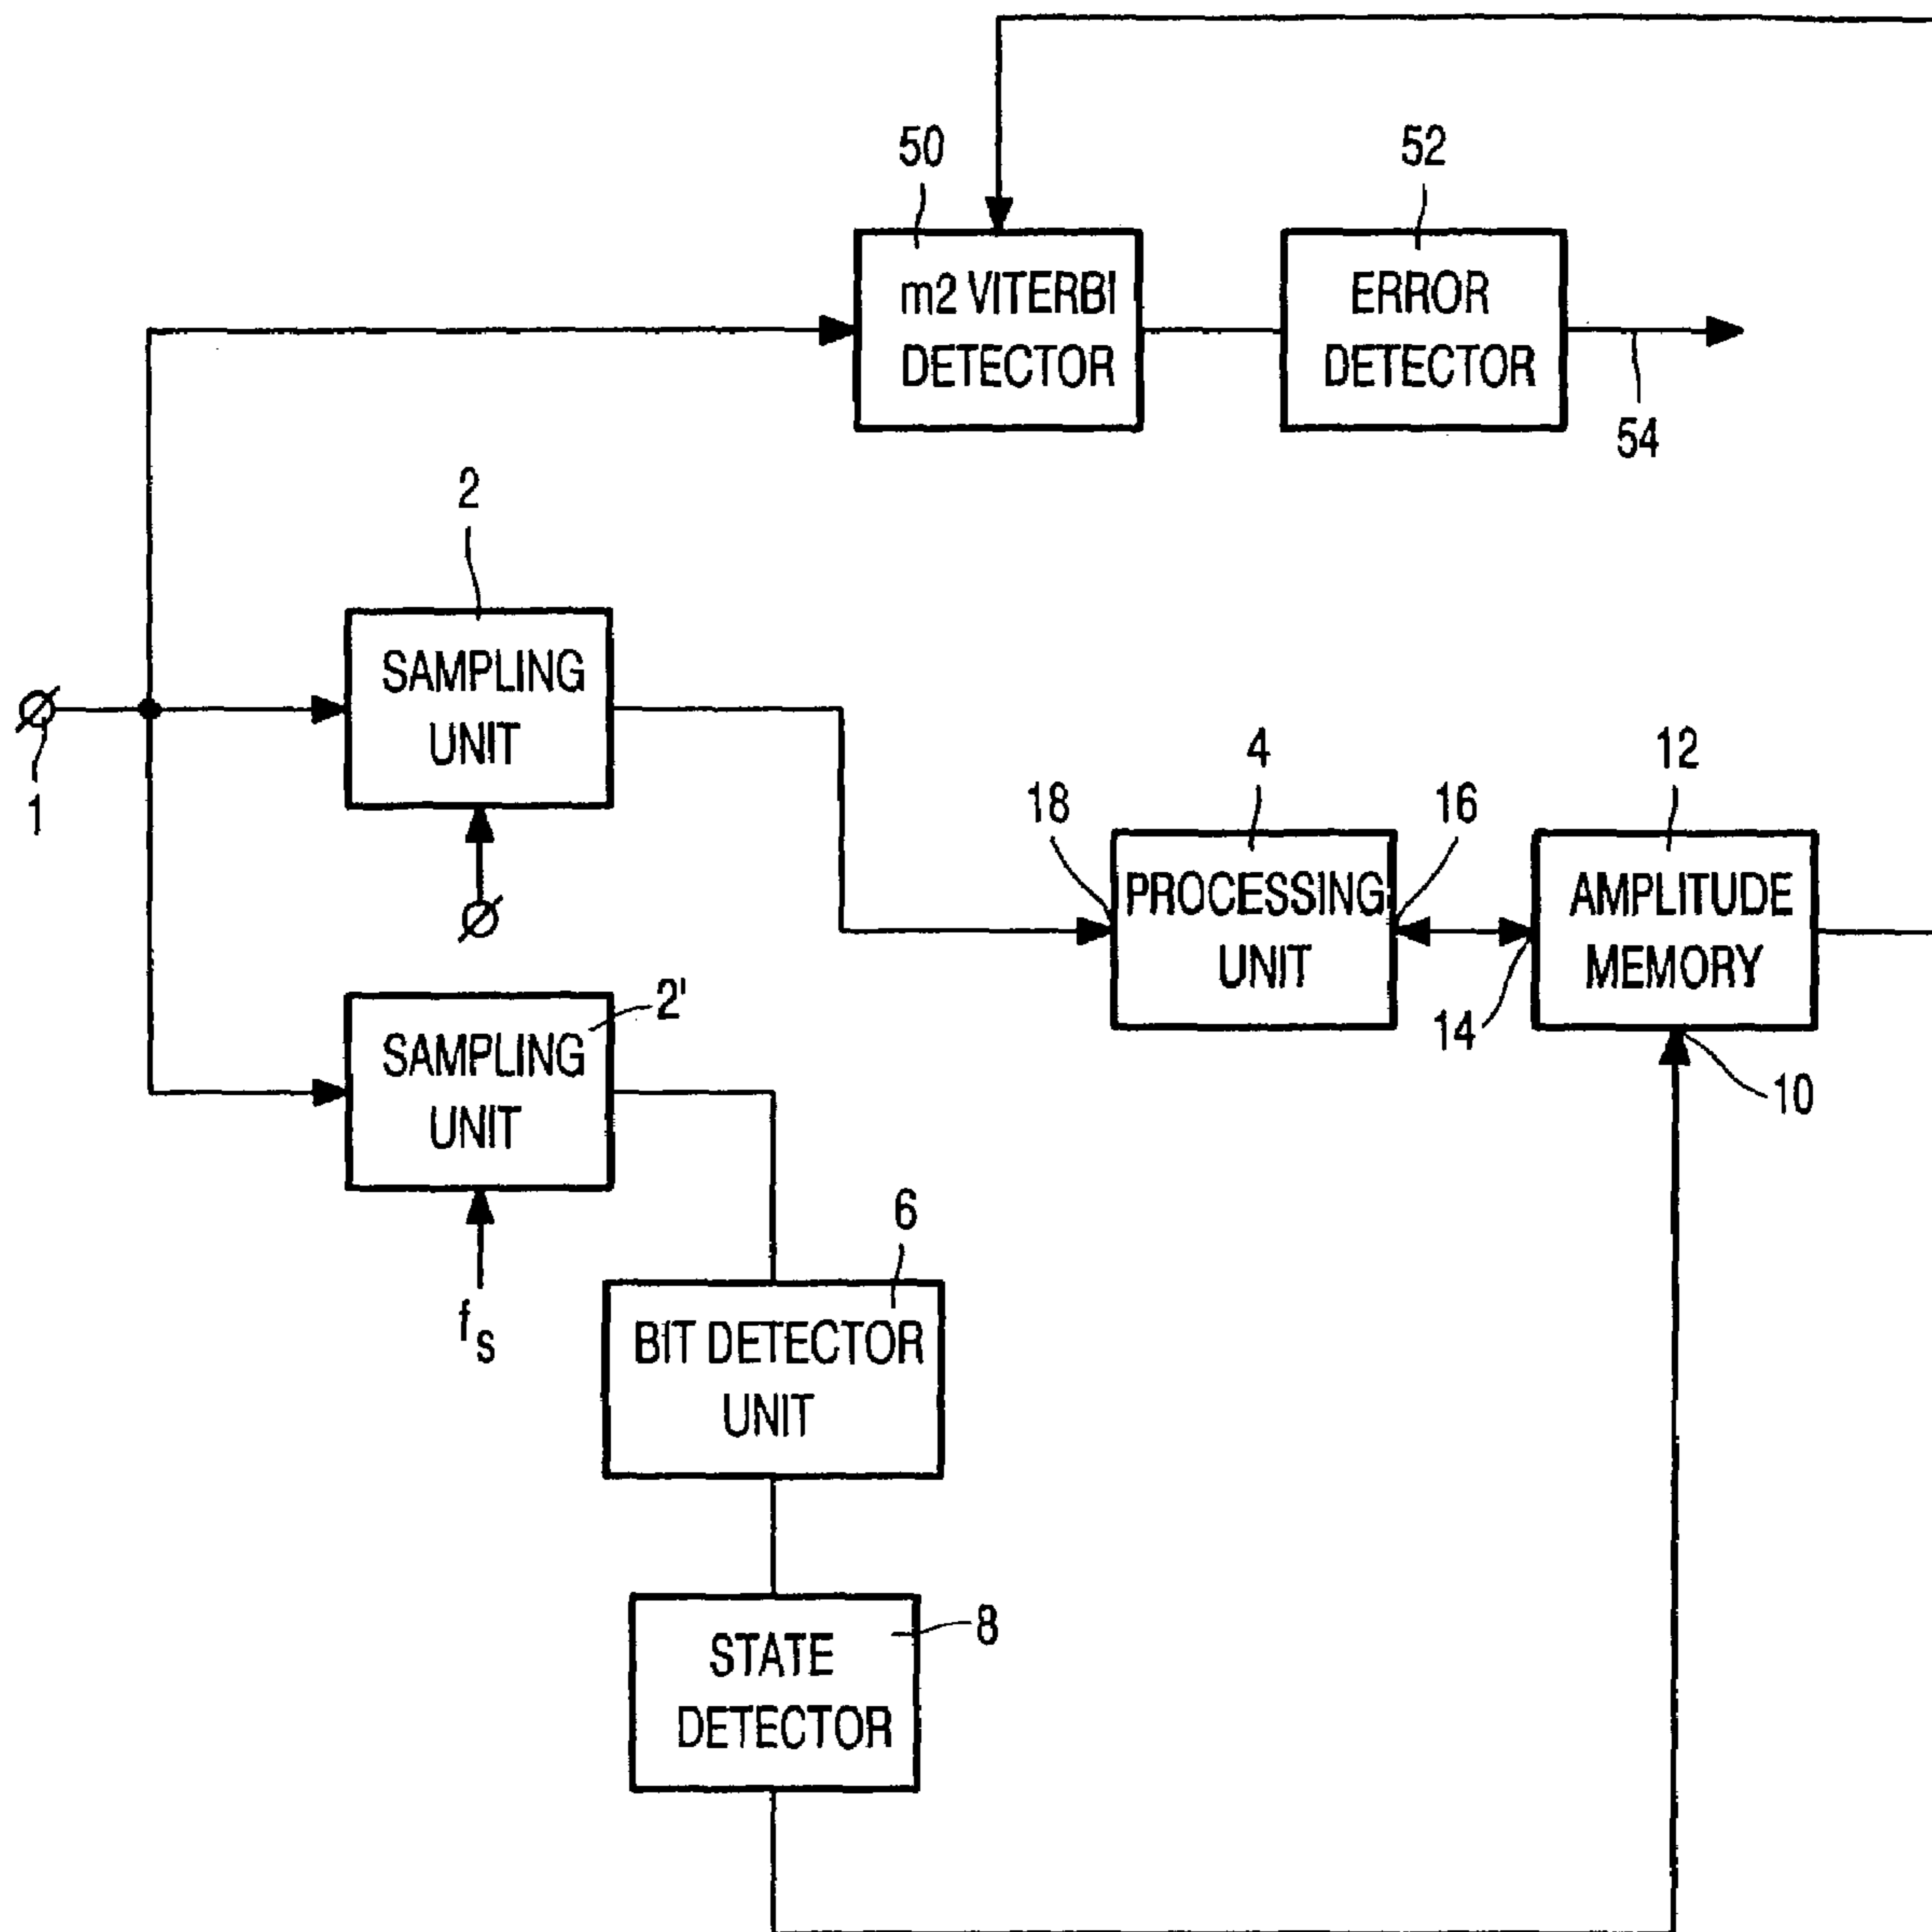 50
52
m2 VITERBI
DETECTOR
ERROR
DETECTOR
54
2
SAMPLING
UNIT
1
4
12
18
16
PROCESSING
UNIT
AMPLITUDE
MEMORY
14
10
2'
SAMPLING
UNIT
fs
6
BIT DETECTOR
UNIT
8
STATE
DETECTOR